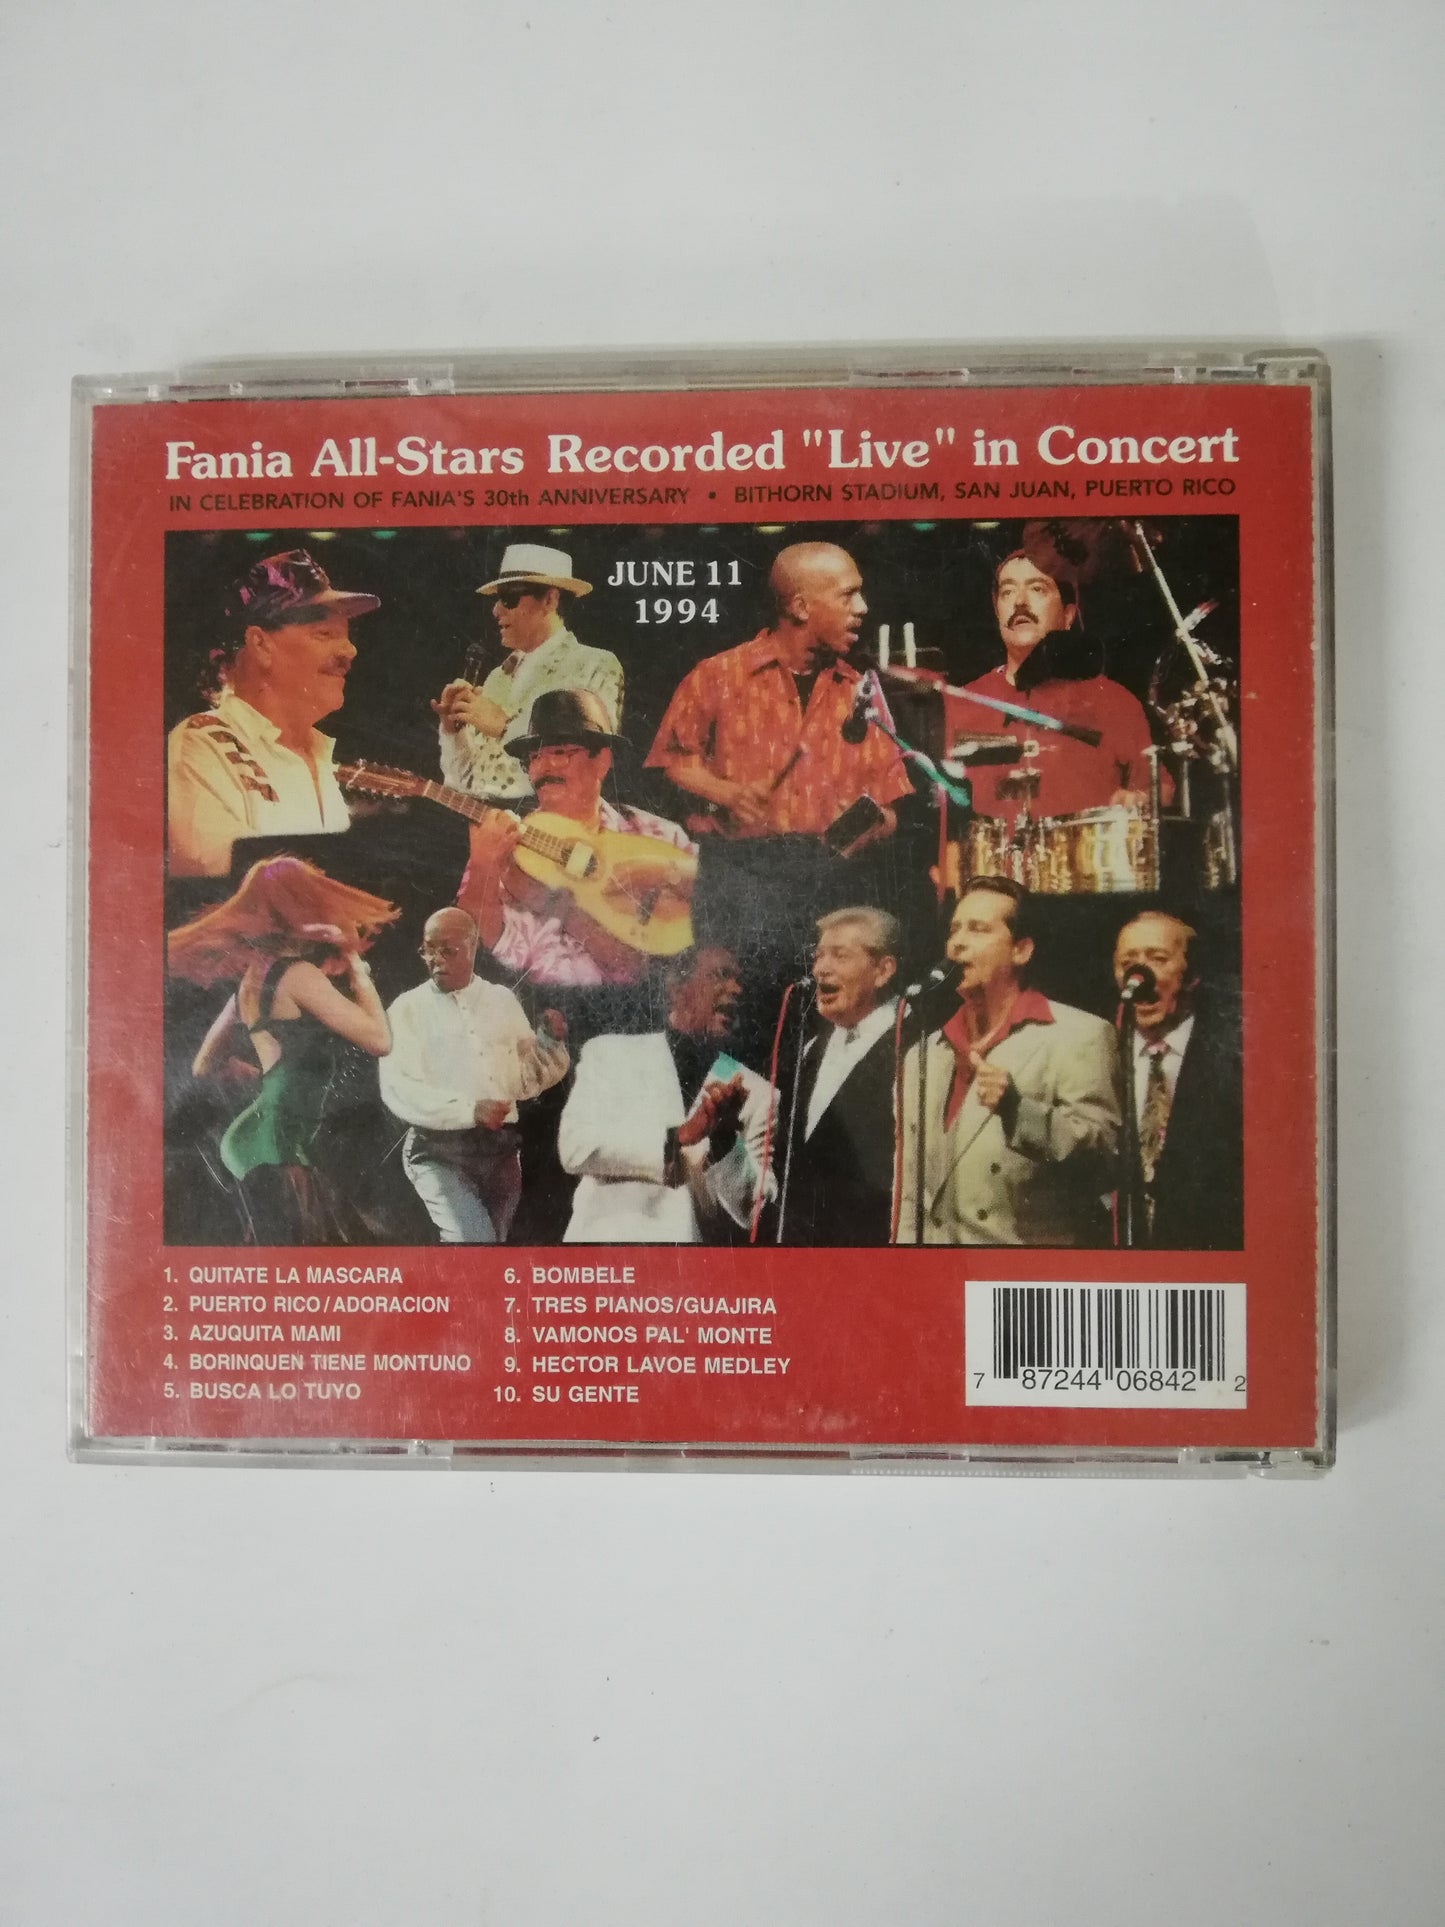 Fania All-Stars Recorded "Live" in Concert
IN CELEBRATION OF FANIA'S 30th ANNIVERSARY • BITHORN STADIUM, SAN JUAN, PUERTO RICO
JUNE 11
1994
1. QUITATE LA MASCARA
2. PUERTO RICO/ADORACION
3. AZUQUITA MAMI
4. BORINQUEN TIENE MONTUNO
5. BUSCA LO TUYO
6. BOMBELE
7. TRES PIANOS/GUAJIRA
8. VAMONOS PAL' MONTE
9. HECTOR LAVOE MEDLEY
10. SU GENTE
7 87244 06842 2